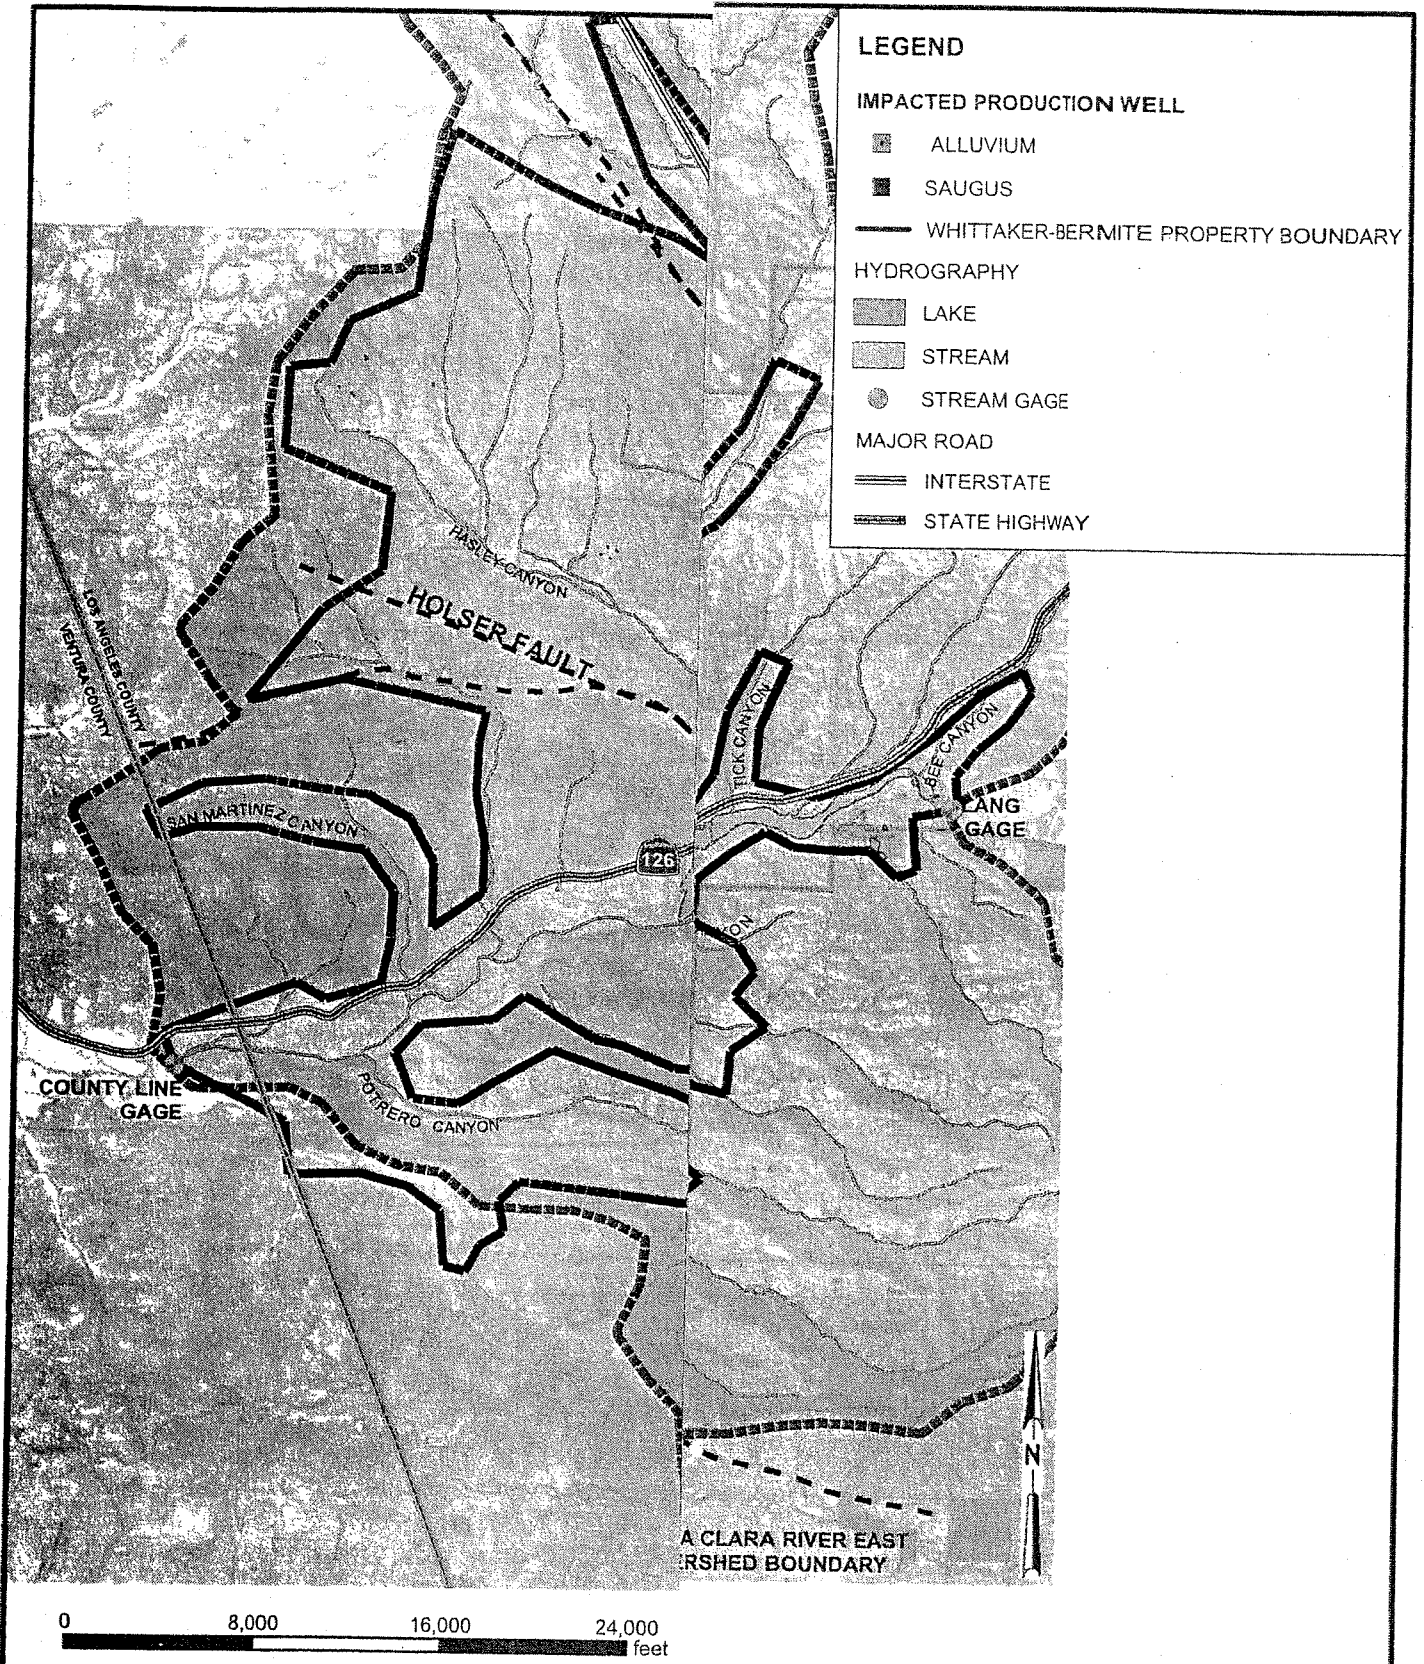 LEGEND
IMPACTED PRODUCTION WELL
ALLUVIUM
SAUGUS
WHITTAKER-BERMITE PROPERTY BOUNDARY
HYDROGRAPHY
LAKE
STREAM
STREAM GAGE
MAJOR ROAD
INTERSTATE
STATE HIGHWAY
HASLEY CANYON
HOLSER FAULT
LOS ANGELES COUNTY
VENTURA COUNTY
TICK CANYON
BEE CANYON
LANG
GAGE
SAN MARTINEZ CANYON
126
YON
COUNTY LINE
GAGE
POTRERO CANYON
N
A CLARA RIVER EAST
ERSHED BOUNDARY
0 8,000 16,000 24,000
feet